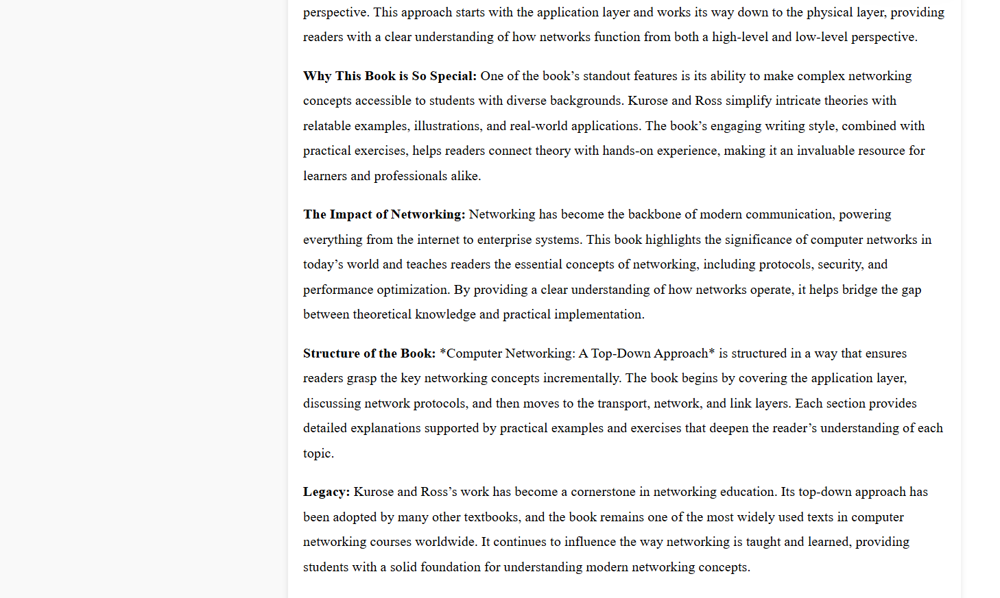 perspective. This approach starts with the application layer and works its way down to the physical layer, providing
readers with a clear understanding of how networks function from both a high-level and low-level perspective.
Why This Book is So Special: One of the book’s standout features is its ability to make complex networking
concepts accessible to students with diverse backgrounds. Kurose and Ross simplify intricate theories with
relatable examples, illustrations, and real-world applications. The book’s engaging writing style, combined with
practical exercises, helps readers connect theory with hands-on experience, making it an invaluable resource for
learners and professionals alike.
The Impact of Networking: Networking has become the backbone of modern communication, powering
everything from the internet to enterprise systems. This book highlights the significance of computer networks in
today’s world and teaches readers the essential concepts of networking, including protocols, security, and
performance optimization. By providing a clear understanding of how networks operate, it helps bridge the gap
between theoretical knowledge and practical implementation.
Structure of the Book: *Computer Networking: A Top-Down Approach* is structured in a way that ensures
readers grasp the key networking concepts incrementally. The book begins by covering the application layer,
discussing network protocols, and then moves to the transport, network, and link layers. Each section provides
detailed explanations supported by practical examples and exercises that deepen the reader’s understanding of each
topic.
Legacy: Kurose and Ross’s work has become a cornerstone in networking education. Its top-down approach has
been adopted by many other textbooks, and the book remains one of the most widely used texts in computer
networking courses worldwide. It continues to influence the way networking is taught and learned, providing
students with a solid foundation for understanding modern networking concepts.